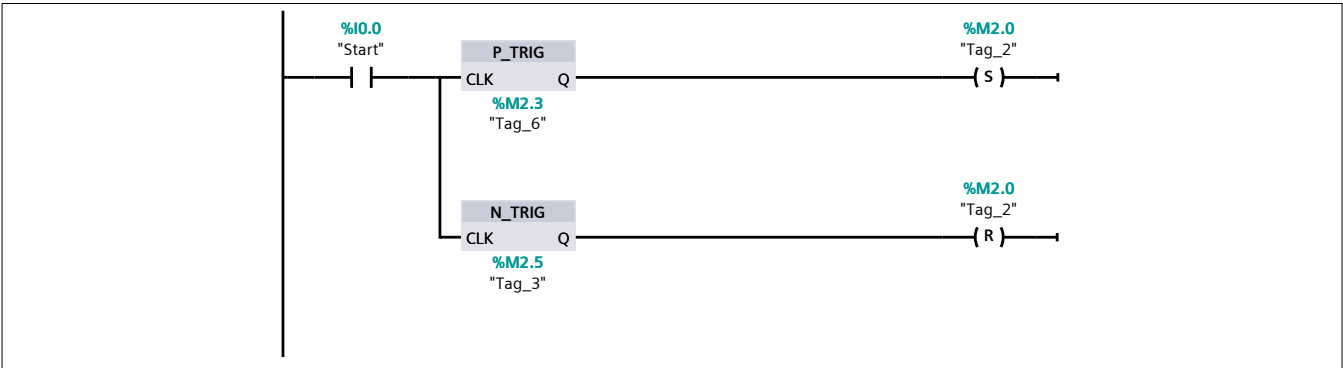 %I0.0
"Start"
P_TRIG
CLK Q
%M2.3
"Tag_6"
%M2.0
"Tag_2"
S
N_TRIG
CLK Q
%M2.5
"Tag_3"
%M2.0
"Tag_2"
R